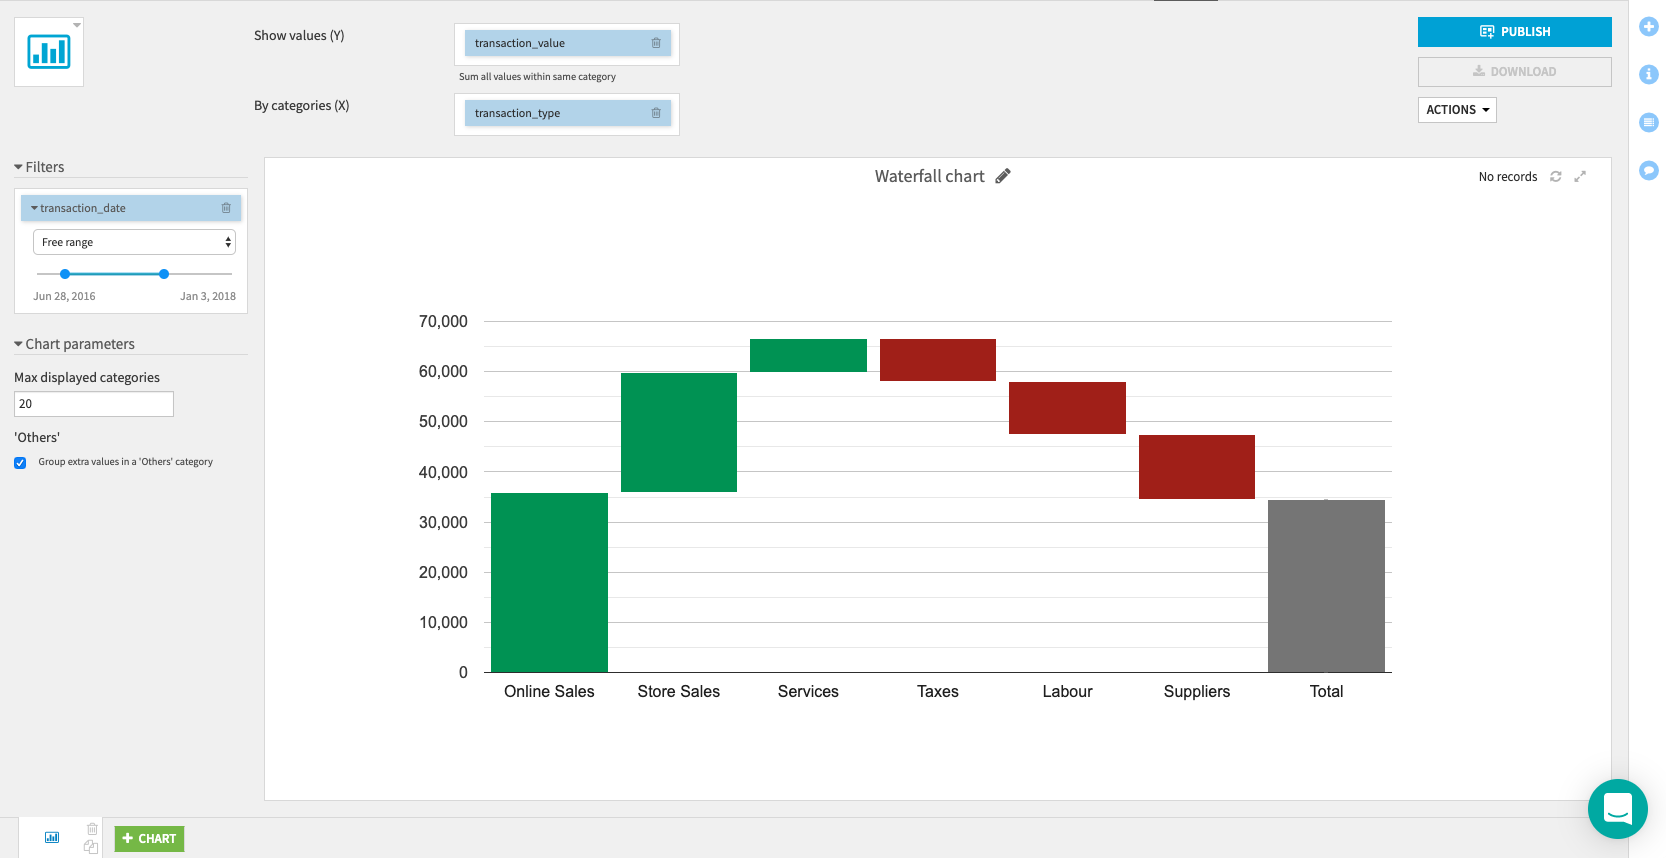 Show values (Y)
transaction_value
Sum all values within same category
By categories (X)
transaction_type
PUBLISH
DOWNLOAD
ACTIONS
Filters
transaction_date
Free range
Jun 28, 2016
Jan 3, 2018
Chart parameters
Max displayed categories
20
'Others'
Group extra values in a 'Others' category
Waterfall chart
No records
70,000
60,000
50,000
40,000
30,000
20,000
10,000
0
Online Sales
Store Sales
Services
Taxes
Labour
Suppliers
Total
+ CHART